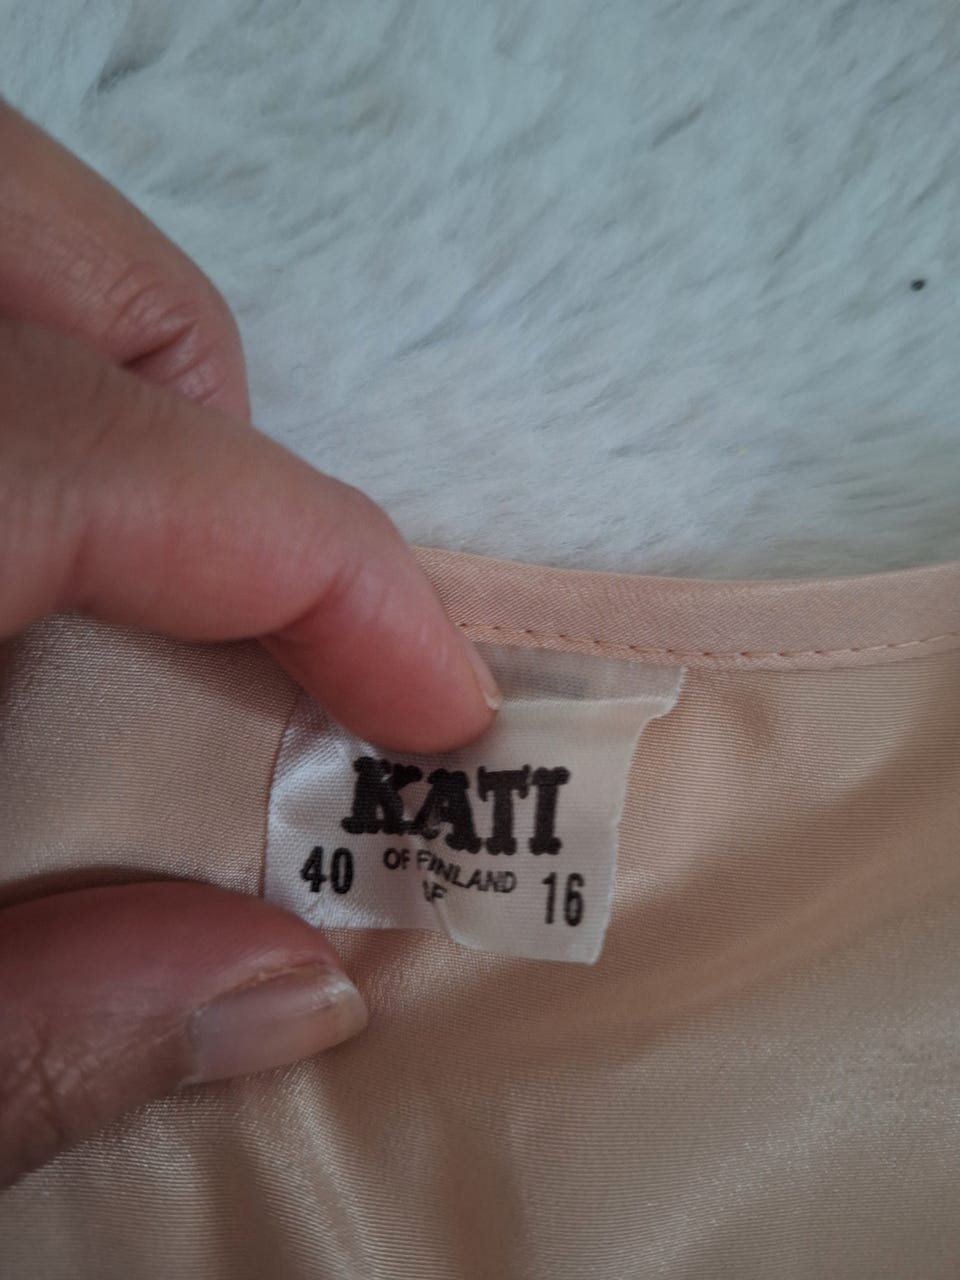 KATI
OF FINLAND
40 16